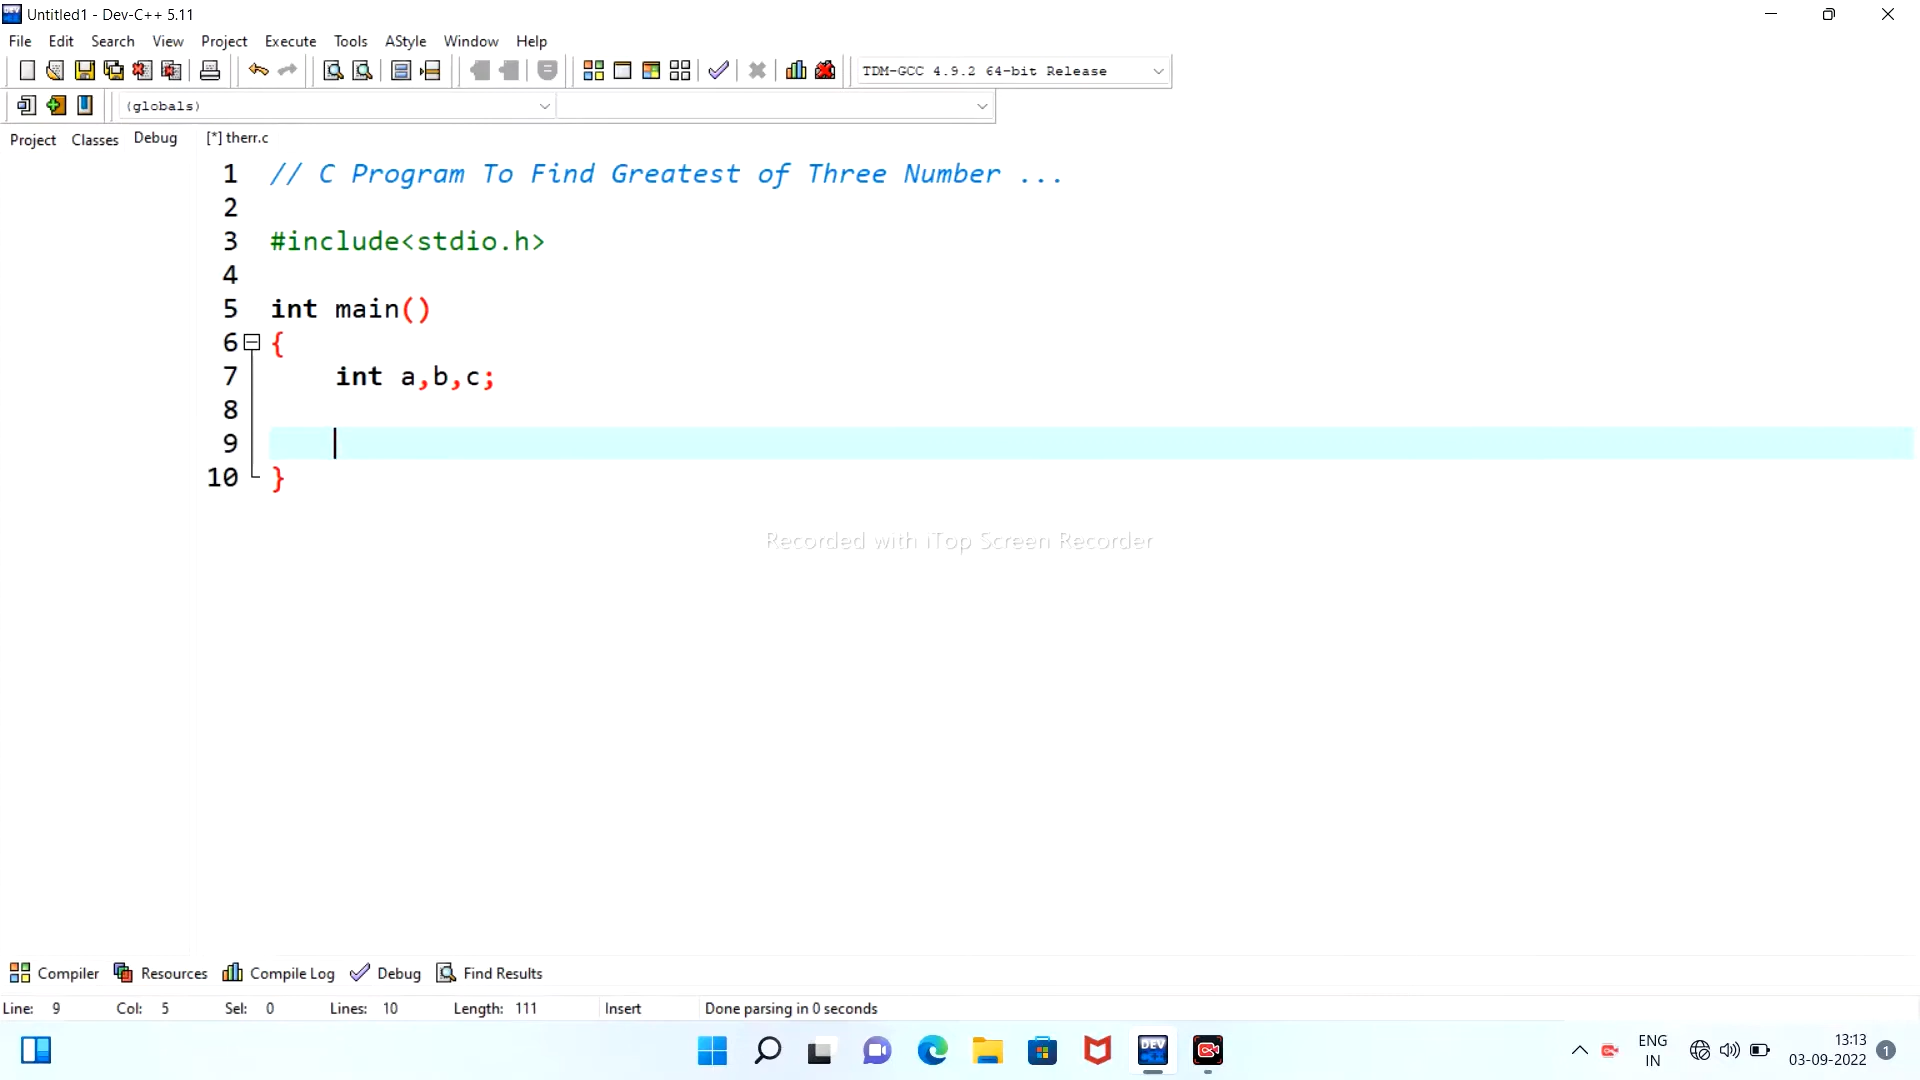 Untitled1 - Dev-C++ 5.11
File Edit Search View Project Execute Tools AStyle Window Help
TDM-GCC 4.9.2 64-bit Release
(globals)
Project Classes Debug [*] therr.c
1 // C Program To Find Greatest of Three Number ...
2
3 #include<stdio.h>
4
5 int main()
6 {
7 int a,b,c;
8
9
10 }
Recorded with iTop Screen Recorder
Compiler Resources Compile Log Debug Find Results
Line: 9 Col: 5 Sel: 0 Lines: 10 Length: 111 Insert Done parsing in 0 seconds
DEV
ENG
IN
13:13
03-09-2022
1